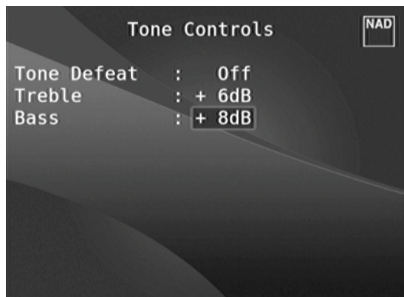 Tone Controls
NAD
Tone Defeat : Off
Treble : + 6dB
Bass : + 8dB